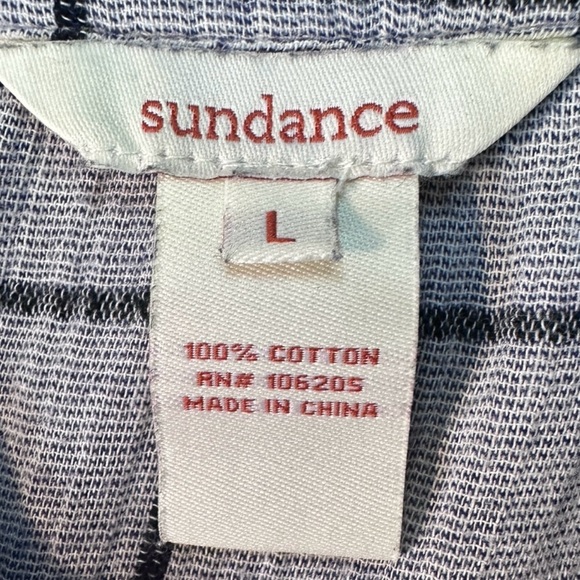 sundance
L
100% COTTON
RN# 106205
MADE IN CHINA